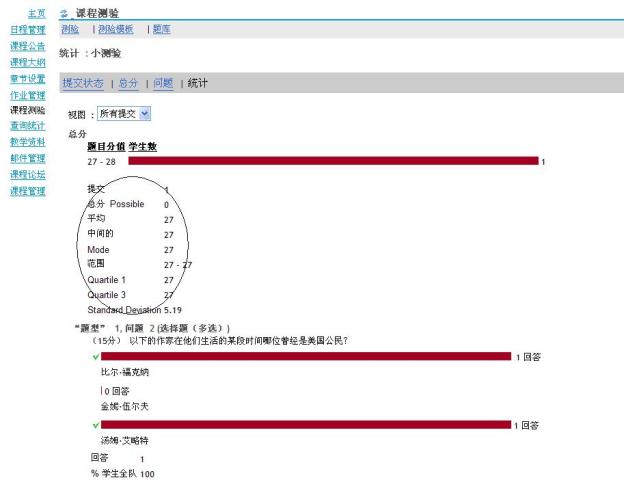 主页
日程管理
课程公告
课程大纲
章节设置
作业管理
课程测验
查询统计
教学资料
邮件管理
课程论坛
课程管理
课程测验
测验 | 测验模板 | 题库
统计 : 小测验
提交状态 | 总分 | 问题 | 统计
视图 : 所有提交
总分
题目分值 学生数
27 - 28 1
提交 1
总分 Possible 0
平均 27
中间的 27
Mode 27
范围 27 - 27
Quartile 1 27
Quartile 3 27
Standard Deviation 5.19
“题型” 1, 问题 2 (选择题（多选）)
（15分） 以下的作家在他们生活的某段时间哪位曾经是美国公民?
1 回答
比尔·福克纳
0 回答
金妮·伍尔夫
1 回答
汤姆·艾略特
回答 1
% 学生全队 100